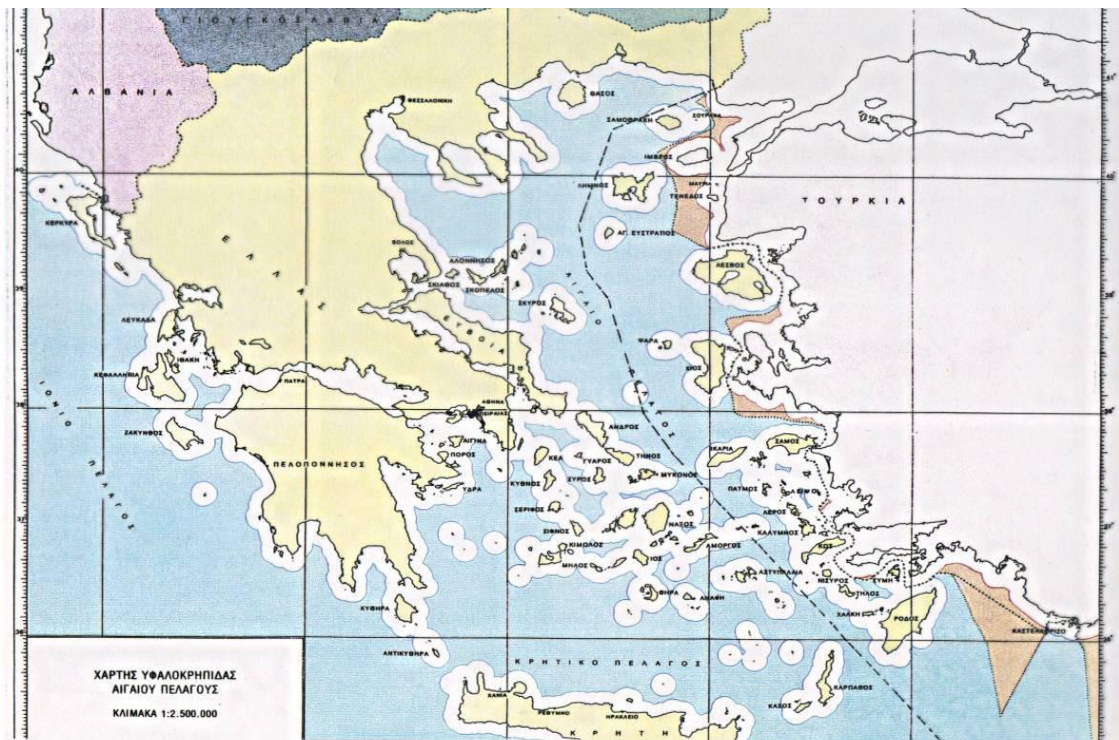 ΓΙΟΥΓΚΟΣΛΑΒΙΑ
ΑΛΒΑΝΙΑ
ΘΕΣΣΑΛΟΝΙΚΗ
ΘΑΣΟΣ
ΣΑΜΟΘΡΑΚΗ
ΙΜΒΡΟΣ
ΛΗΜΝΟΣ
ΤΕΝΕΔΟΣ
ΤΟΥΡΚΙΑ
ΚΕΡΚΥΡΑ
ΑΓ. ΕΥΣΤΡΑΤΙΟΣ
ΕΛΛΑΣ
ΒΟΛΟΣ
ΑΛΟΝΝΗΣΟΣ
ΣΚΙΑΘΟΣ
ΣΚΟΠΕΛΟΣ
ΛΕΣΒΟΣ
ΑΙΓΑΙΟ
ΠΕΛΑΓΟΣ
ΣΚΥΡΟΣ
ΕΥΒΟΙΑ
ΛΕΥΚΑΔΑ
ΨΑΡΑ
ΧΙΟΣ
ΙΘΑΚΗ
ΚΕΦΑΛΛΗΝΙΑ
ΠΑΤΡΑ
ΙΟΝΙΟ
ΠΕΛΑΓΟΣ
ΑΘΗΝΑ
ΖΑΚΥΝΘΟΣ
ΑΝΔΡΟΣ
ΑΙΓΙΝΑ
ΠΟΡΟΣ
ΣΑΜΟΣ
ΙΚΑΡΙΑ
ΠΕΛΟΠΟΝΝΗΣΟΣ
ΚΕΑ
ΓΥΑΡΟΣ
ΤΗΝΟΣ
ΜΥΚΟΝΟΣ
ΥΔΡΑ
ΚΥΘΝΟΣ
ΣΥΡΟΣ
ΠΑΤΜΟΣ
ΣΕΡΙΦΟΣ
ΛΕΡΟΣ
ΣΙΦΝΟΣ
ΝΑΞΟΣ
ΚΑΛΥΜΝΟΣ
ΚΙΜΩΛΟΣ
ΑΜΟΡΓΟΣ
ΚΩΣ
ΜΗΛΟΣ
ΙΟΣ
ΑΣΤΥΠΑΛΑΙΑ
ΝΙΣΥΡΟΣ
ΣΥΜΗ
ΘΗΡΑ
ΑΝΑΦΗ
ΤΗΛΟΣ
ΚΥΘΗΡΑ
ΧΑΛΚΗ
ΡΟΔΟΣ
ΚΑΣΤΕΛΛΟΡΙΖΟ
ΑΝΤΙΚΥΘΗΡΑ
ΚΡΗΤΙΚΟ ΠΕΛΑΓΟΣ
ΚΑΡΠΑΘΟΣ
ΚΑΣΟΣ
ΧΑΝΙΑ
ΡΕΘΥΜΝΟ
ΗΡΑΚΛΕΙΟ
ΚΡΗΤΗ
ΧΑΡΤΗΣ ΥΦΑΛΟΚΡΗΠΙΔΑΣ
ΑΙΓΑΙΟΥ ΠΕΛΑΓΟΥΣ
ΚΛΙΜΑΚΑ 1:2.500.000